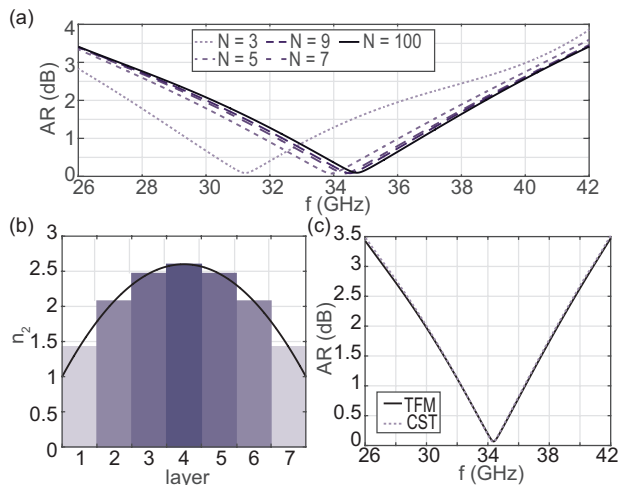 (a)
4
3
2
1
0
AR (dB)
N = 3 N = 9 N = 100
N = 5 N = 7
26 28 30 32 34 36 38 40 42
f (GHz)
(b)
3
2.5
2
1.5
1
0.5
0
n2
1 2 3 4 5 6 7
layer
(c)
3.5
3
2.5
2
1.5
1
0.5
0
AR (dB)
TFM
CST
26 30 34 38 42
f (GHz)